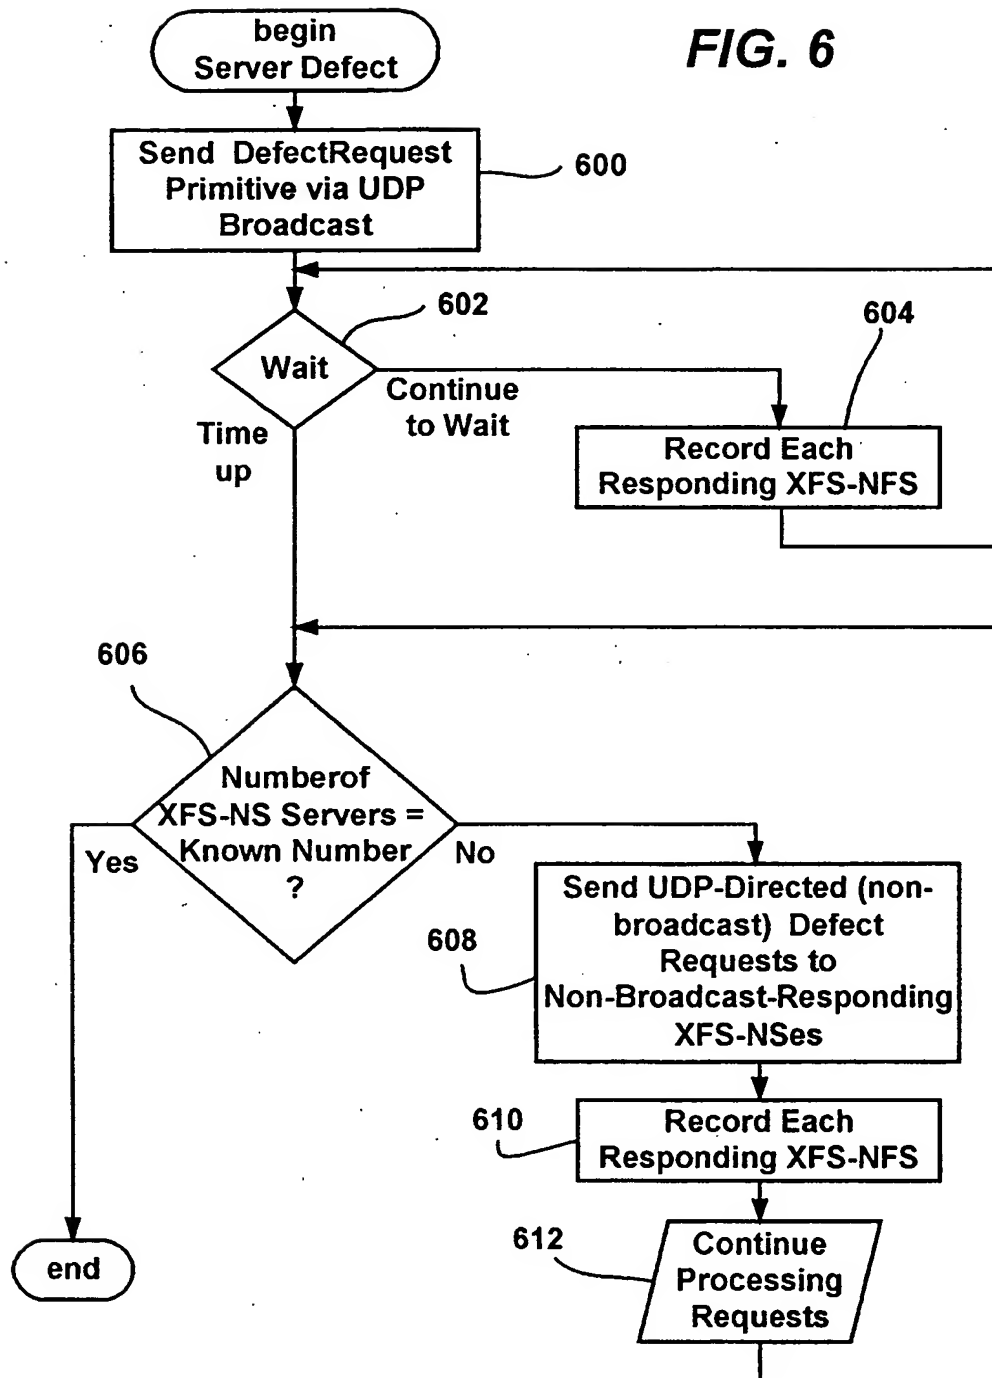 FIG. 6
begin
Server Defect
Send DefectRequest
Primitive via UDP
Broadcast
600
602
Wait
Continue
to Wait
Time
up
604
Record Each
Responding XFS-NFS
606
Numberof
XFS-NS Servers =
Known Number
?
Yes
No
Send UDP-Directed (non-
broadcast) Defect
Requests to
Non-Broadcast-Responding
XFS-NSes
608
610
Record Each
Responding XFS-NFS
612
Continue
Processing
Requests
end